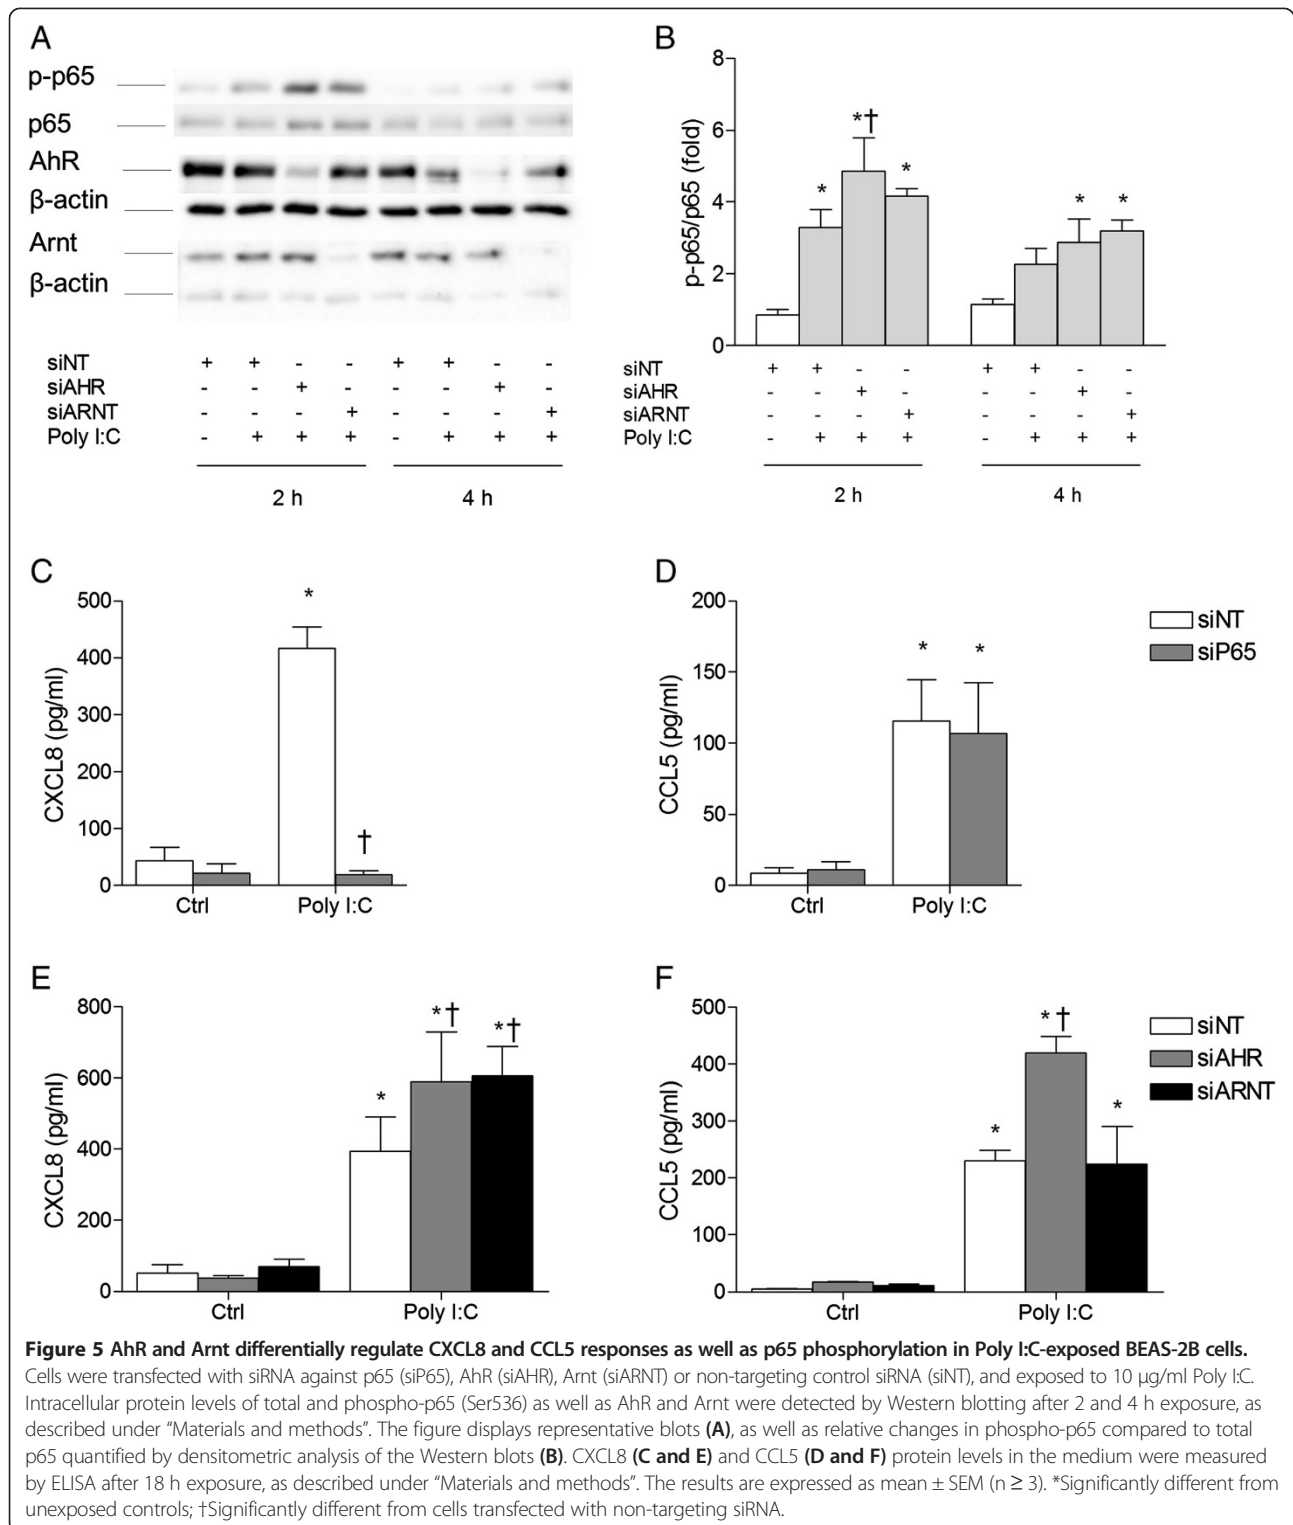 A
p-p65
p65
AhR
β-actin
Arnt
β-actin
siNT + + - - + + - -
siAHR - - + - - - + -
siARNT - - - + - - - +
Poly I:C - + + + - + + +
2 h 4 h
B
p-p65/p65 (fold)
8
6
4
2
0
*
*†
*
*
*
siNT + + - - + + - -
siAHR - - + - - - + -
siARNT - - - + - - - +
Poly I:C - + + + - + + +
2 h 4 h
C
CXCL8 (pg/ml)
500
400
300
200
100
0
*
†
Ctrl Poly I:C
D
CCL5 (pg/ml)
200
150
100
50
0
* *
Ctrl Poly I:C
siNT
siP65
E
CXCL8 (pg/ml)
800
600
400
200
0
*
*†
*†
Ctrl Poly I:C
F
CCL5 (pg/ml)
500
400
300
200
100
0
*
*†
*
Ctrl Poly I:C
siNT
siAHR
siARNT
Figure 5 AhR and Arnt differentially regulate CXCL8 and CCL5 responses as well as p65 phosphorylation in Poly I:C-exposed BEAS-2B cells.
Cells were transfected with siRNA against p65 (siP65), AhR (siAHR), Arnt (siARNT) or non-targeting control siRNA (siNT), and exposed to 10 μg/ml Poly I:C.
Intracellular protein levels of total and phospho-p65 (Ser536) as well as AhR and Arnt were detected by Western blotting after 2 and 4 h exposure, as
described under “Materials and methods”. The figure displays representative blots (A), as well as relative changes in phospho-p65 compared to total
p65 quantified by densitometric analysis of the Western blots (B). CXCL8 (C and E) and CCL5 (D and F) protein levels in the medium were measured
by ELISA after 18 h exposure, as described under “Materials and methods”. The results are expressed as mean ± SEM (n ≥ 3). *Significantly different from
unexposed controls; †Significantly different from cells transfected with non-targeting siRNA.